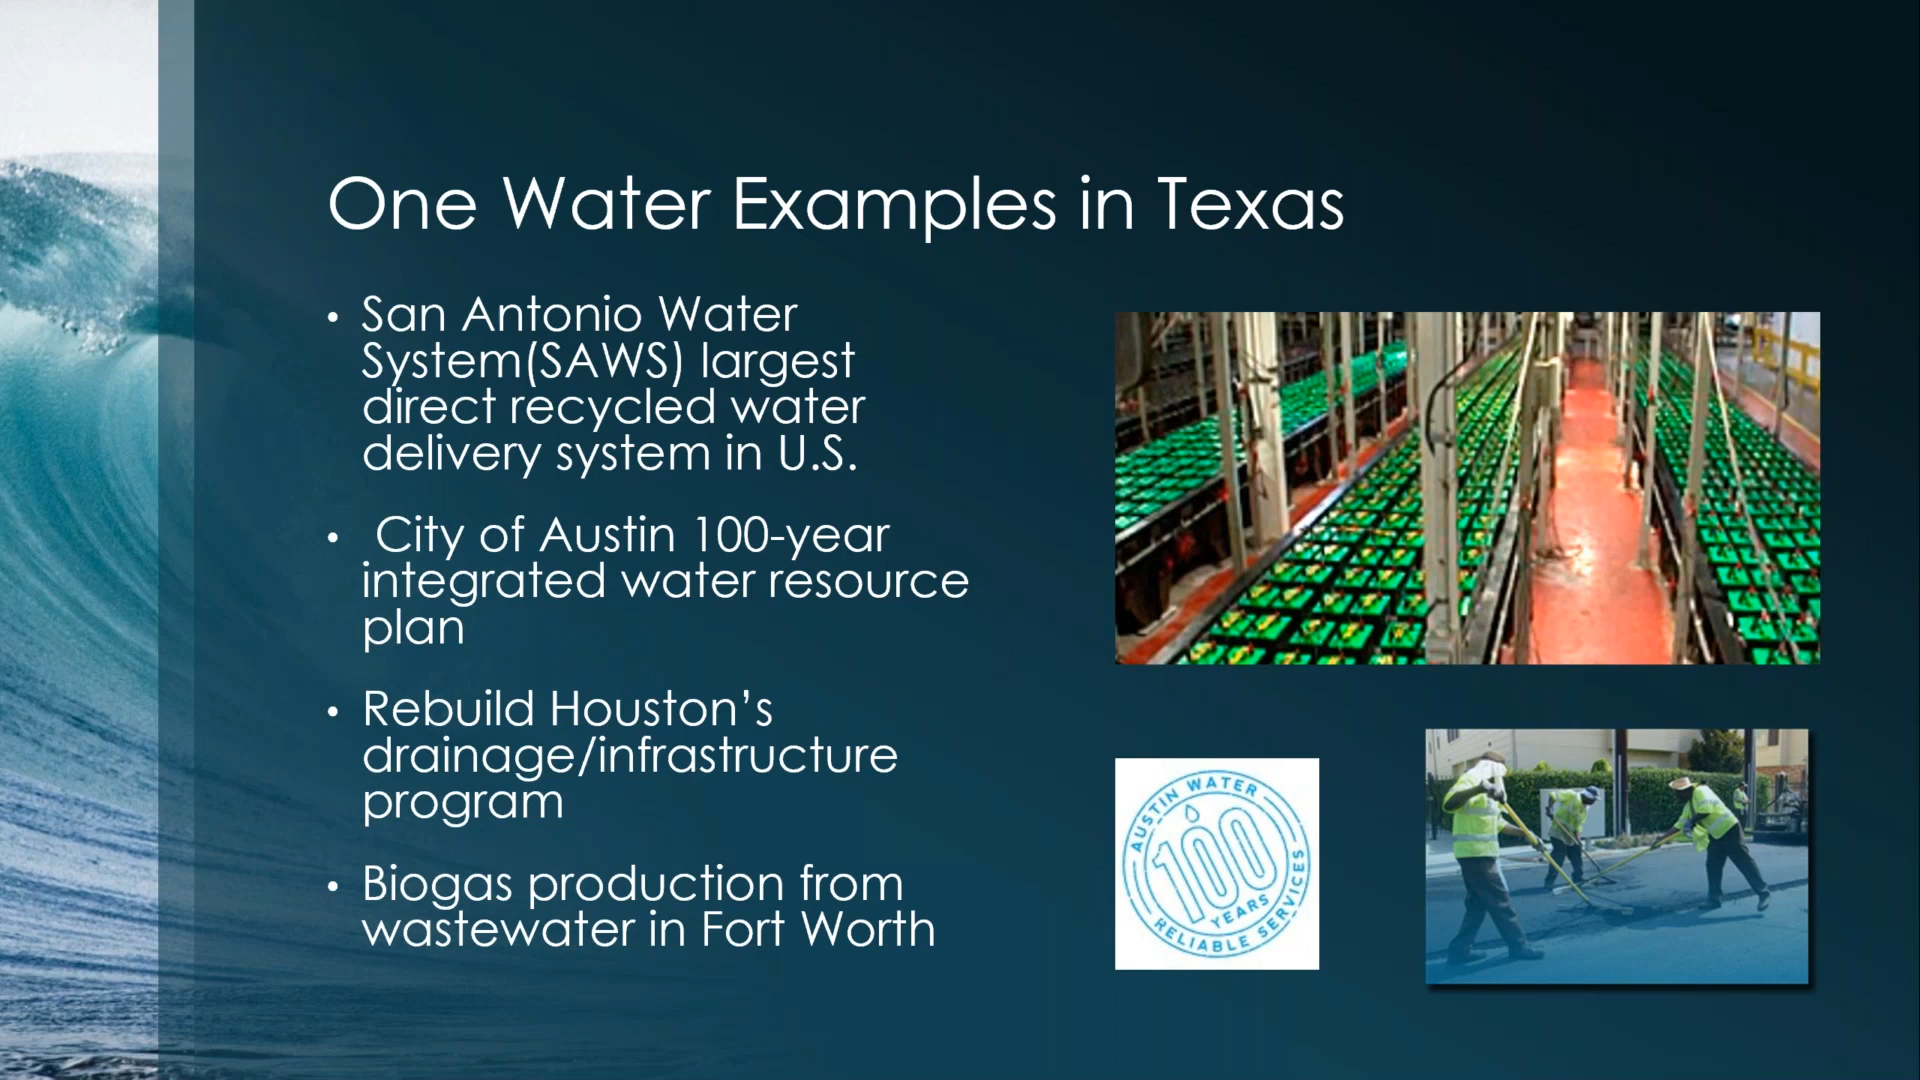 One Water Examples in Texas
• San Antonio Water
System(SAWS) largest
direct recycled water
delivery system in U.S.
• City of Austin 100-year
integrated water resource
plan
• Rebuild Houston’s
drainage/infrastructure
program
• Biogas production from
wastewater in Fort Worth
AUSTIN WATER
100
YEARS
RELIABLE SERVICES